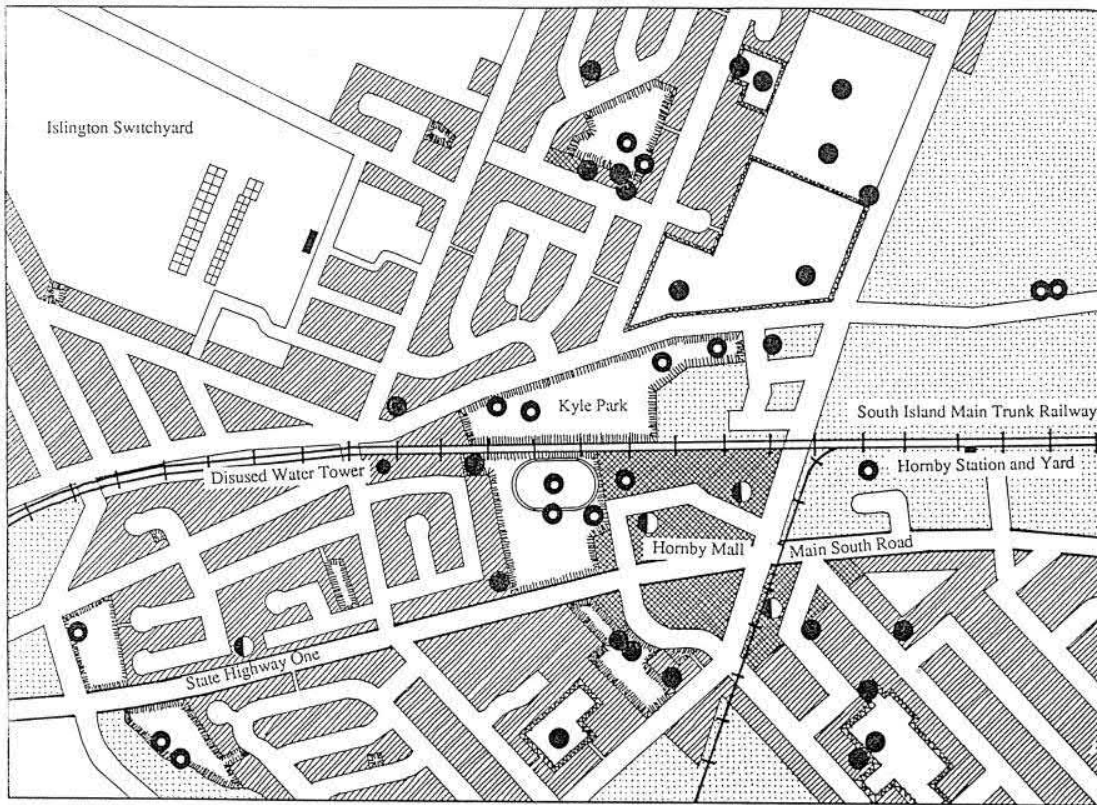 Islington Switchyard
Kyle Park
South Island Main Trunk Railway
Disused Water Tower
Hornby Station and Yard
Hornby Mall
Main South Road
State Highway One